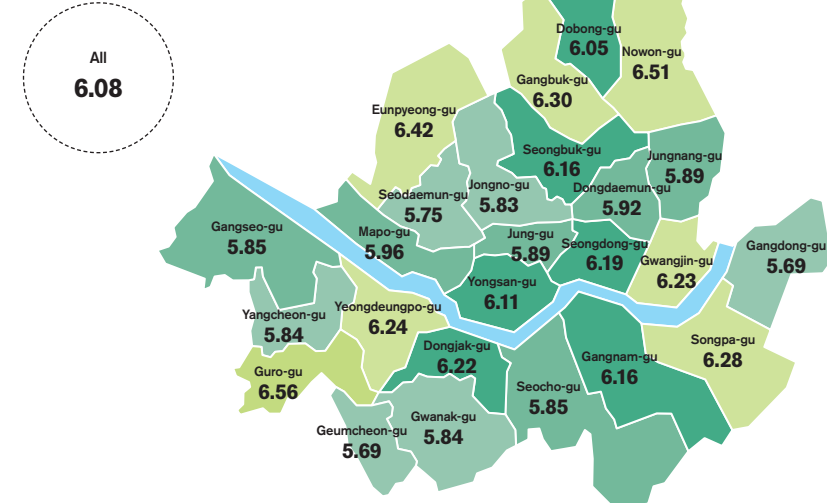 All
6.08
Dobong-gu
6.05
Nowon-gu
6.51
Gangbuk-gu
6.30
Eunpyeong-gu
6.42
Seongbuk-gu
6.16
Jungnang-gu
5.89
Dongdaemun-gu
5.92
Jongno-gu
5.83
Seodaemun-gu
5.75
Gangseo-gu
5.85
Mapo-gu
5.96
Jung-gu
5.89
Seongdong-gu
6.19
Gwangjin-gu
6.23
Gangdong-gu
5.69
Yongsan-gu
6.11
Yangcheon-gu
5.84
Yeongdeungpo-gu
6.24
Dongjak-gu
6.22
Gangnam-gu
6.16
Songpa-gu
6.28
Guro-gu
6.56
Seocho-gu
5.85
Geumcheon-gu
5.69
Gwanak-gu
5.84